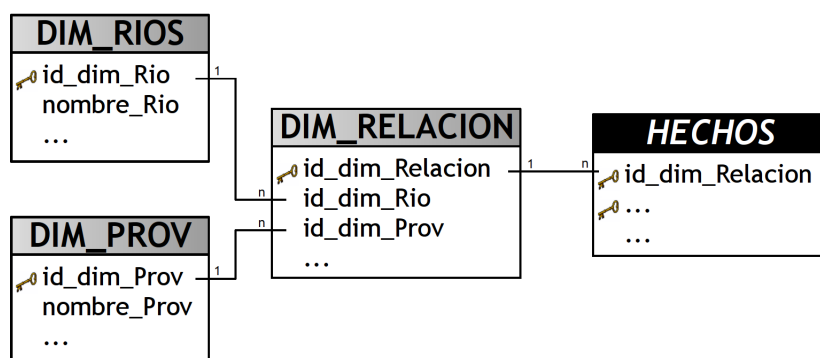 DIM_RIOS
id_dim_Rio
nombre_Rio
...
1
n
DIM_PROV
id_dim_Prov
nombre_Prov
...
1
n
DIM_RELACION
id_dim_Relacion
id_dim_Rio
id_dim_Prov
...
1
n
HECHOS
id_dim_Relacion
...
...